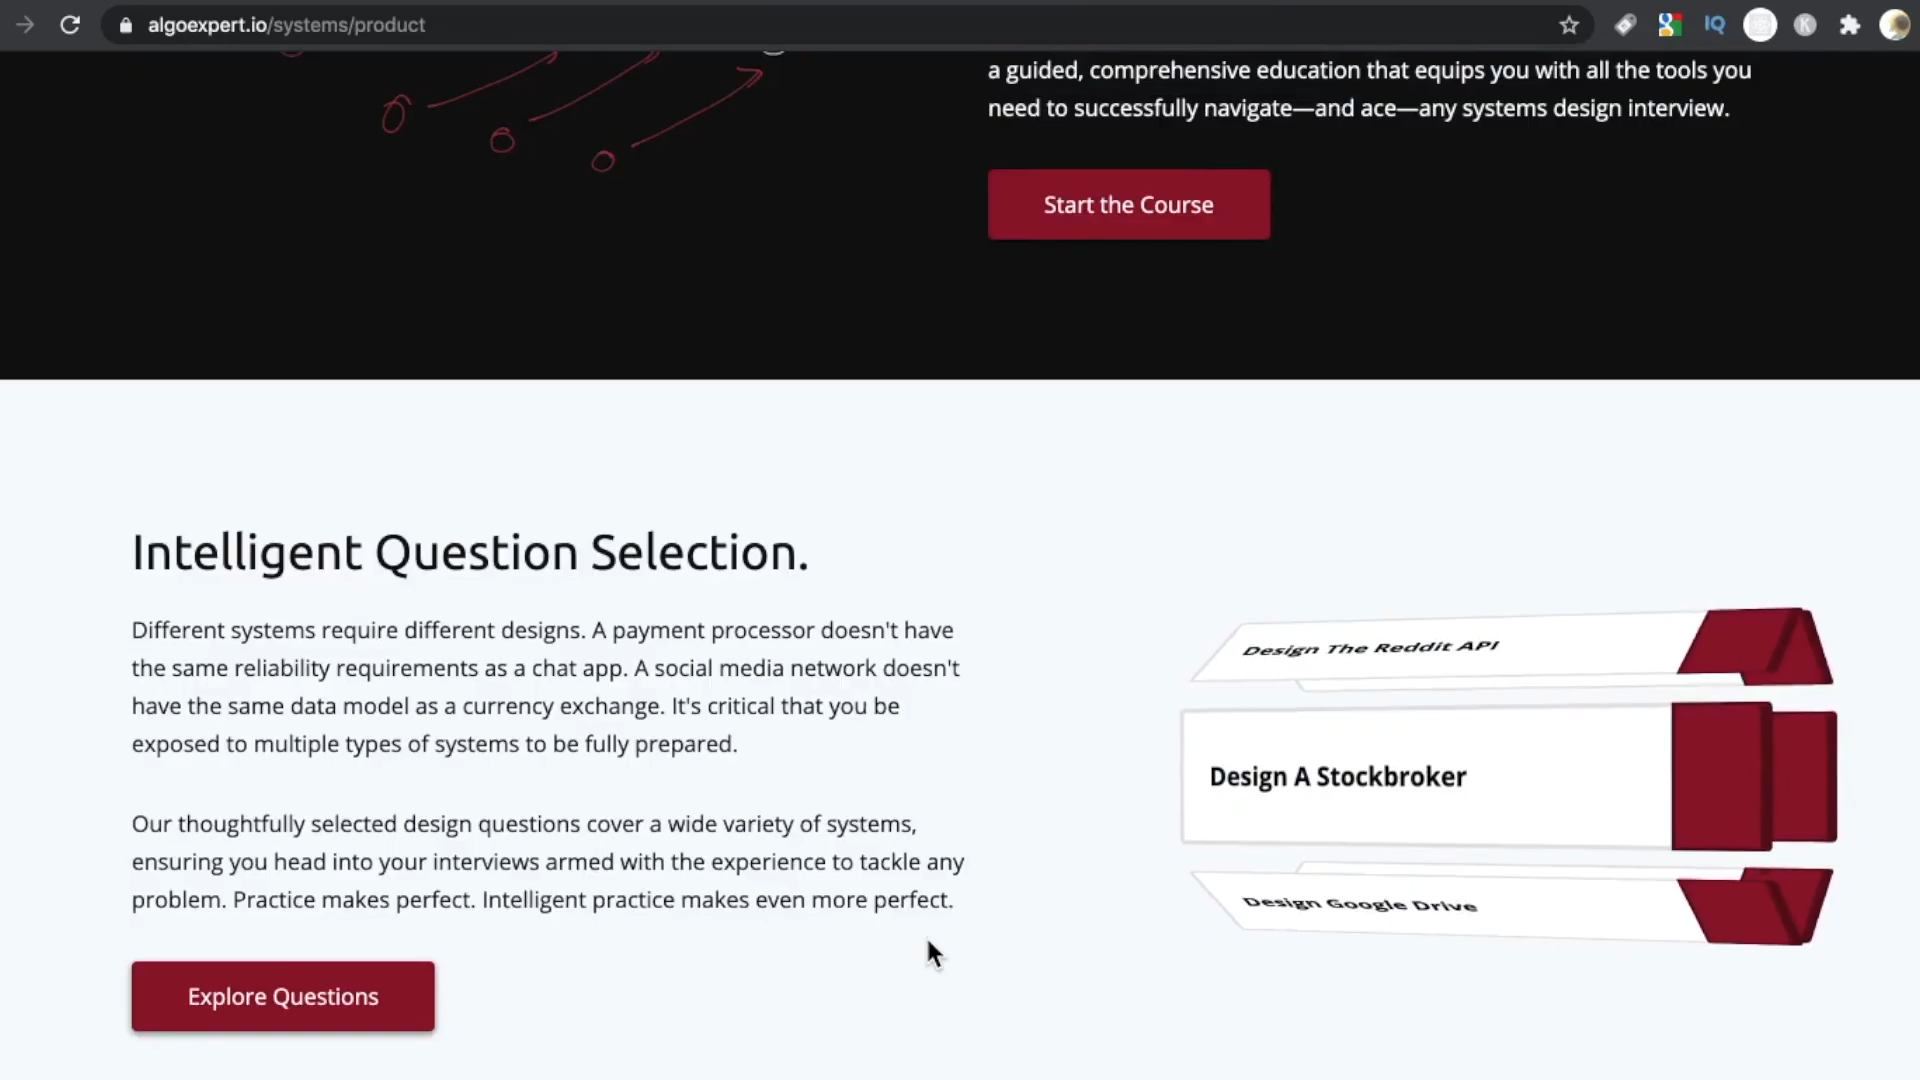 algoexpert.io/systems/product
IQ
K
a guided, comprehensive education that equips you with all the tools you
need to successfully navigate—and ace—any systems design interview.
Start the Course
Intelligent Question Selection.
Different systems require different designs. A payment processor doesn't have
the same reliability requirements as a chat app. A social media network doesn't
have the same data model as a currency exchange. It's critical that you be
exposed to multiple types of systems to be fully prepared.
Our thoughtfully selected design questions cover a wide variety of systems,
ensuring you head into your interviews armed with the experience to tackle any
problem. Practice makes perfect. Intelligent practice makes even more perfect.
Explore Questions
Design The Reddit API
Design A Stockbroker
Design Google Drive